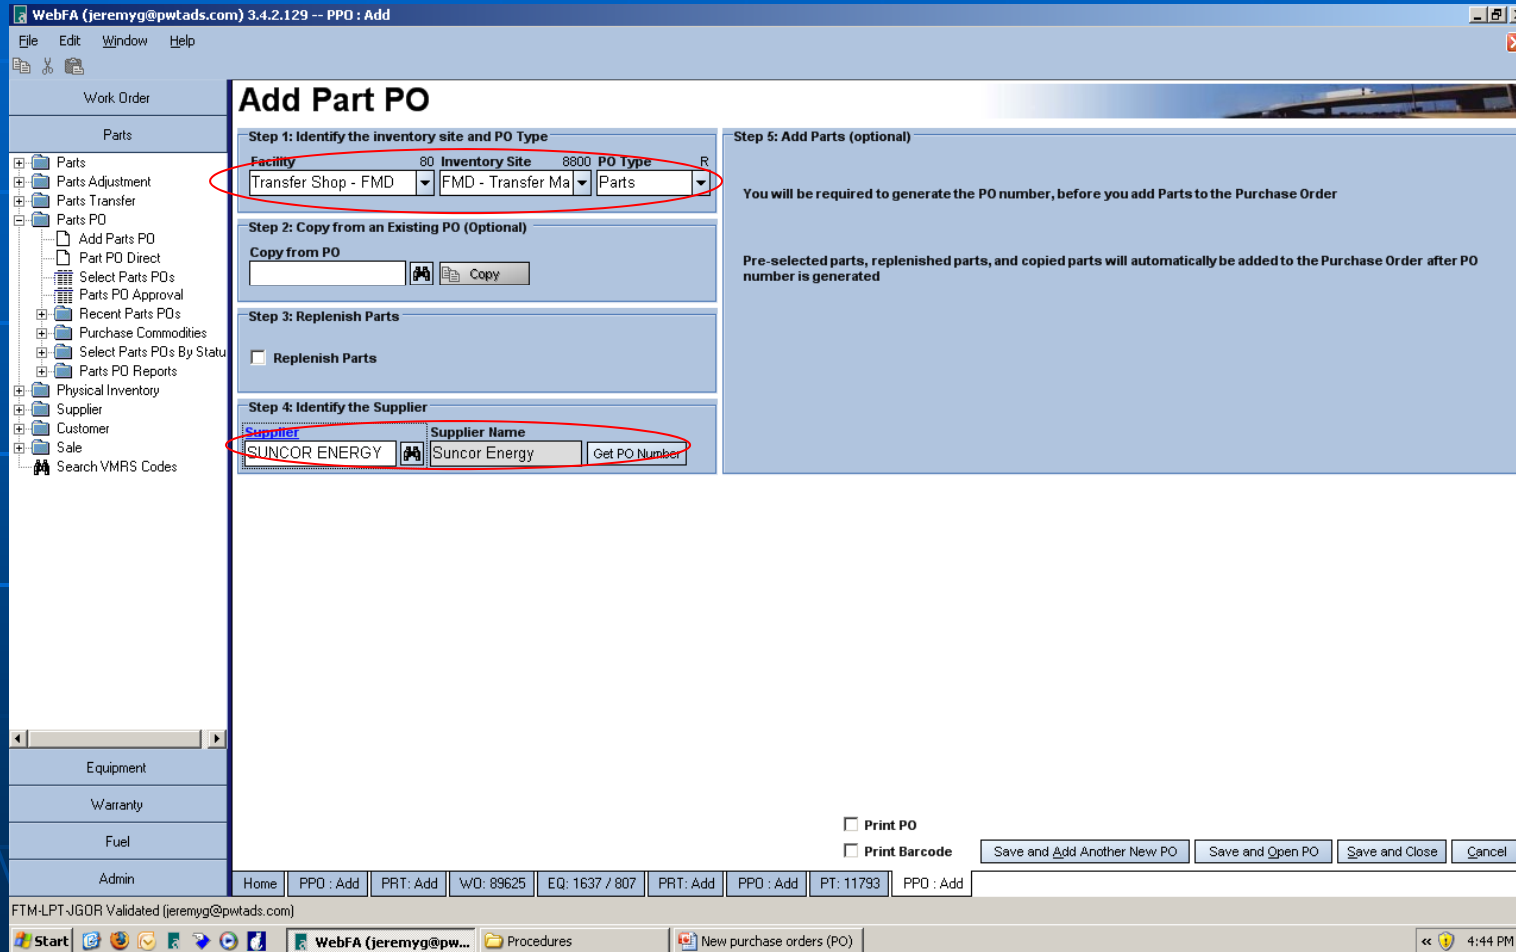 WebFA (jeremyg@pwtads.com) 3.4.2.129 -- PPO : Add
File Edit Window Help
Work Order
Parts
Parts
Parts Adjustment
Parts Transfer
Parts PO
Add Parts PO
Part PO Direct
Select Parts POs
Parts PO Approval
Recent Parts POs
Purchase Commodities
Select Parts POs By Statu
Parts PO Reports
Physical Inventory
Supplier
Customer
Sale
Search VMRS Codes
Equipment
Warranty
Fuel
Admin
Add Part PO
Step 1: Identify the inventory site and PO Type
Facility 80 Inventory Site 8800 PO Type R
Transfer Shop - FMD FMD - Transfer Ma Parts
Step 2: Copy from an Existing PO (Optional)
Copy from PO
Copy
Step 3: Replenish Parts
Replenish Parts
Step 4: Identify the Supplier
Supplier Supplier Name
SUNCOR ENERGY Suncor Energy Get PO Number
Step 5: Add Parts (optional)
You will be required to generate the PO number, before you add Parts to the Purchase Order
Pre-selected parts, replenished parts, and copied parts will automatically be added to the Purchase Order after PO
number is generated
Print PO
Print Barcode Save and Add Another New PO Save and Open PO Save and Close Cancel
Home PPO : Add PRT: Add WO: 89625 EQ: 1637 / 807 PRT: Add PPO : Add PT: 11793 PPO : Add
FTM-LPT-JGOR Validated (jeremyg@pwtads.com)
Start WebFA (jeremyg@pw... Procedures New purchase orders (PO) « 4:44 PM